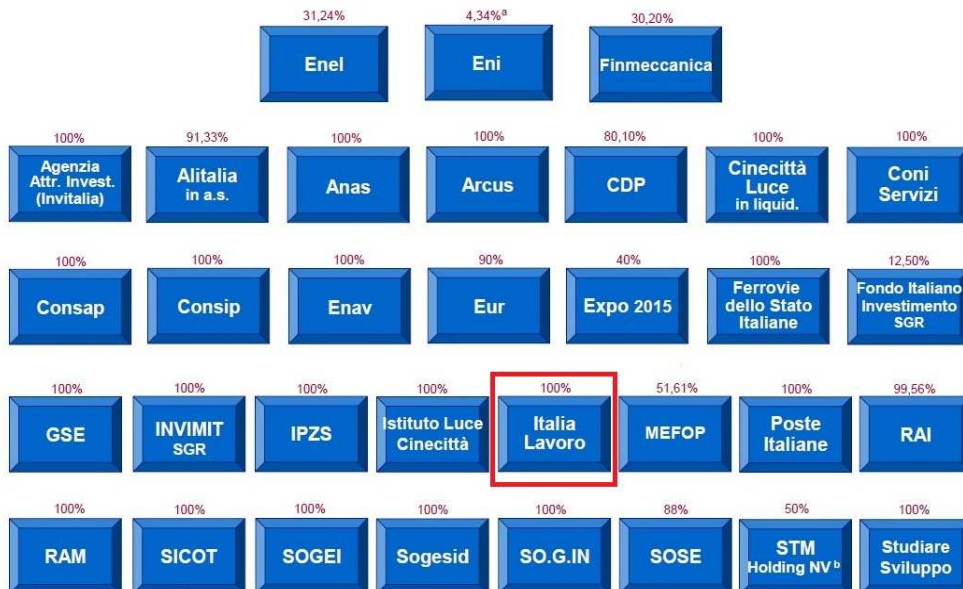 31,24% 4,34%ª 30,20%
Enel Eni Finmeccanica
100% 91,33% 100% 100% 80,10% 100% 100%
Agenzia
Attr. Invest.
(Invitalia)
Alitalia
in a.s.
Anas
Arcus
CDP
Cinecittà
Luce
in liquid.
Coni
Servizi
100% 100% 100% 90% 40% 100% 12,50%
Consap
Consip
Enav
Eur
Expo 2015
Ferrovie
dello Stato
Italiane
Fondo Italiano
Investimento
SGR
100% 100% 100% 100% 100% 51,61% 100% 99,56%
GSE
INVIMIT
SGR
IPZS
Istituto Luce
Cinecittà
Italia
Lavoro
MEFOP
Poste
Italiane
RAI
100% 100% 100% 100% 100% 88% 50% 100%
RAM
SICOT
SOGEI
Sogesid
SO.G.IN
SOSE
STM
Holding NV ᵇ
Studiare
Sviluppo